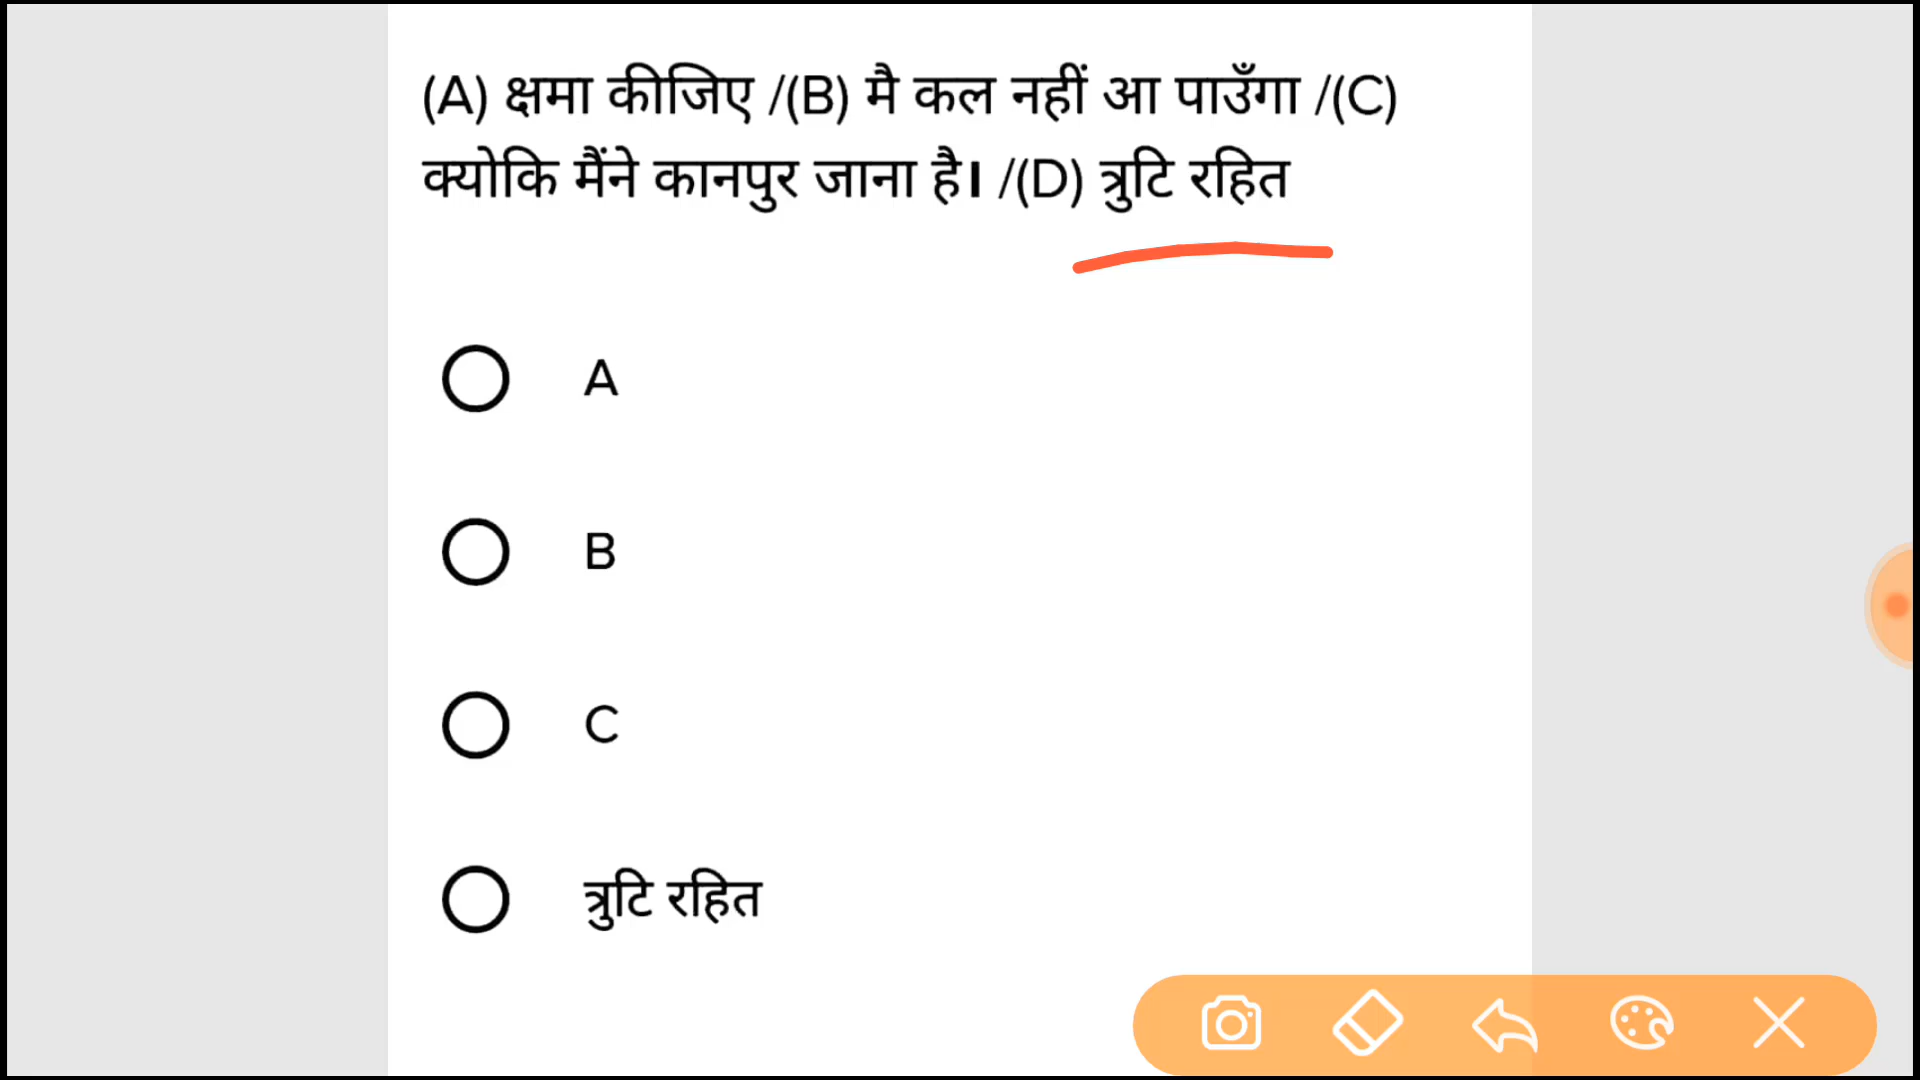 (A) क्षमा कीजिए /(B) मै कल नहीं आ पाउँगा /(C)
क्योकि मैंने कानपुर जाना है। /(D) त्रुटि रहित
A
B
C
त्रुटि रहित